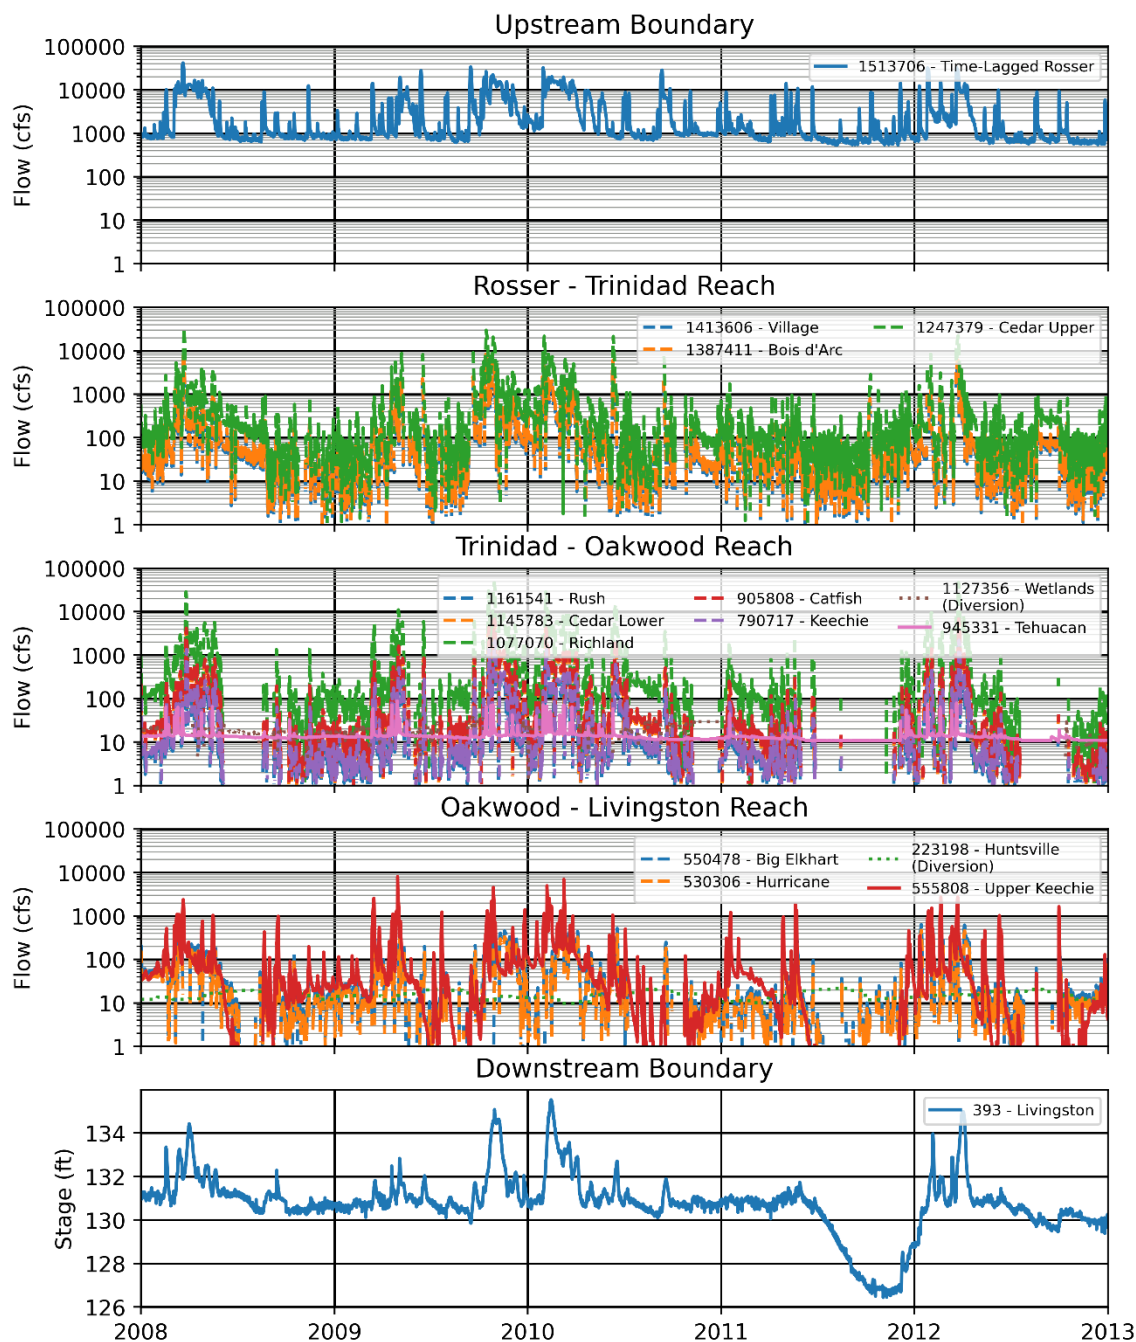 Upstream Boundary
100000
10000
1000
100
10
1
Flow (cfs)
1513706 - Time-Lagged Rosser
Rosser - Trinidad Reach
100000
10000
1000
100
10
1
Flow (cfs)
1413606 - Village
1387411 - Bois d'Arc
1247379 - Cedar Upper
Trinidad - Oakwood Reach
100000
10000
1000
100
10
1
Flow (cfs)
1161541 - Rush
1145783 - Cedar Lower
1077070 - Richland
905808 - Catfish
790717 - Keechie
1127356 - Wetlands
(Diversion)
945331 - Tehuacan
Oakwood - Livingston Reach
100000
10000
1000
100
10
1
Flow (cfs)
550478 - Big Elkhart
530306 - Hurricane
223198 - Huntsville
(Diversion)
555808 - Upper Keechie
Downstream Boundary
134
132
130
128
126
Stage (ft)
393 - Livingston
2008 2009 2010 2011 2012 2013